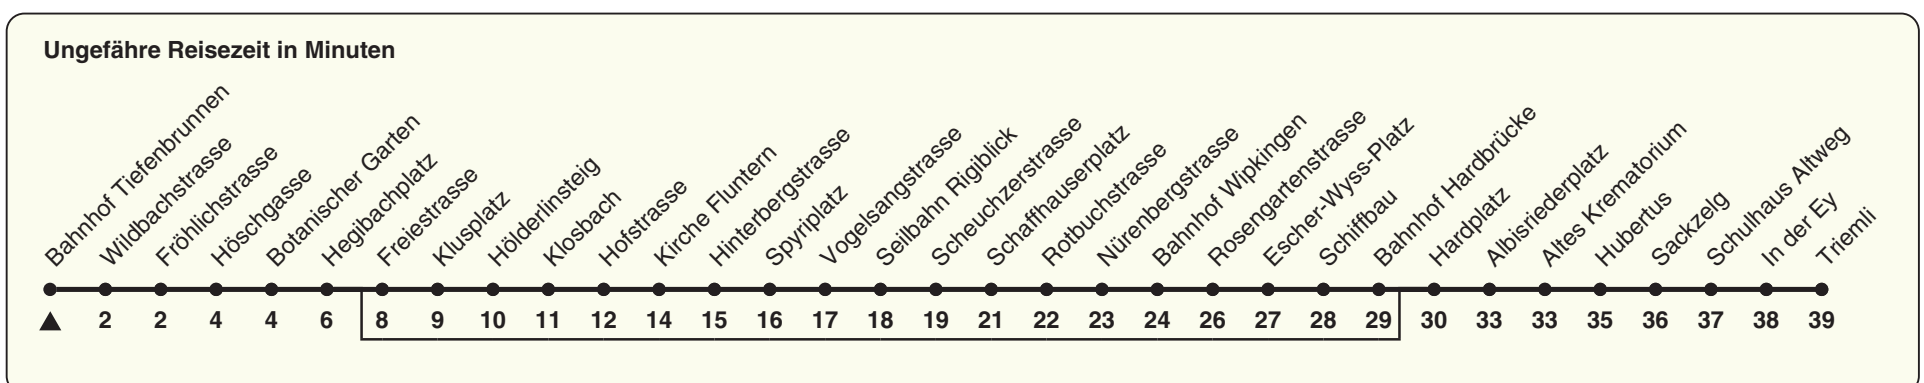 Ungefähre Reisezeit in Minuten
Bahnhof Tiefenbrunnen
Wildbachstrasse
Fröhlichstrasse
Höschgasse
Botanischer Garten
Hegibachplatz
Freiestrasse
Klusplatz
Hölderlinsteig
Klosbach
Hofstrasse
Kirche Fluntern
Hinterbergstrasse
Spyriplatz
Vogelsangstrasse
Seilbahn Rigiblick
Scheuchzerstrasse
Schaffhauserplatz
Rotbuchstrasse
Nürenbergstrasse
Bahnhof Wipkingen
Rosengartenstrasse
Escher-Wyss-Platz
Schiffbau
Bahnhof Hardbrücke
Hardplatz
Albisriederplatz
Altes Krematorium
Hubertus
Sackzelg
Schulhaus Altweg
In der Ey
Triemli
2 2 4 4 6 8 9 10 11 12 14 15 16 17 18 19 21 22 23 24 26 27 28 29 30 33 33 35 36 37 38 39